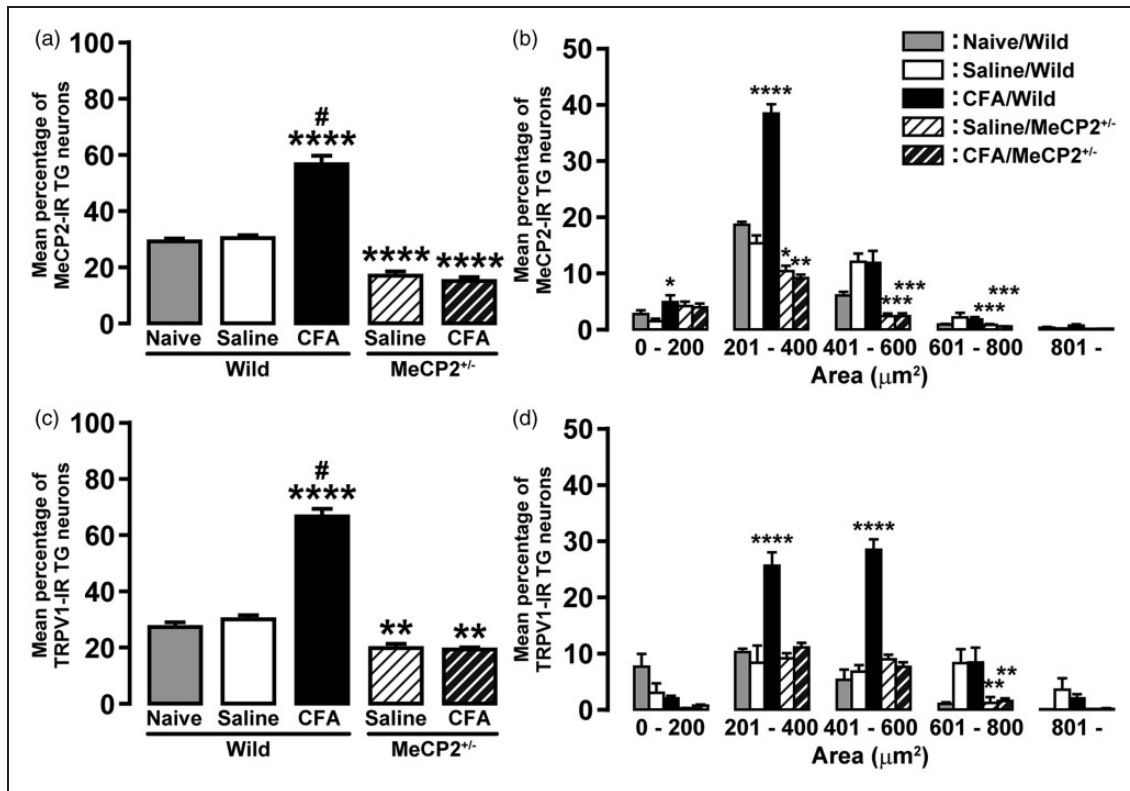 (a)
Mean percentage of
MeCP2-IR TG neurons
100
80
60
40
20
0
#
****
****
****
Naive
Saline
CFA
Saline
CFA
Wild
MeCP2+/-
(b)
Mean percentage of
MeCP2-IR TG neurons
50
40
30
20
10
0
: Naive/Wild
: Saline/Wild
: CFA/Wild
: Saline/MeCP2+/-
: CFA/MeCP2+/-
*
****
*
**
***
***
***
***
0 - 200
201 - 400
401 - 600
601 - 800
801 -
Area (μm²)
(c)
Mean percentage of
TRPV1-IR TG neurons
100
80
60
40
20
0
#
****
**
**
Naive
Saline
CFA
Saline
CFA
Wild
MeCP2+/-
(d)
Mean percentage of
TRPV1-IR TG neurons
50
40
30
20
10
0
****
****
**
**
0 - 200
201 - 400
401 - 600
601 - 800
801 -
Area (μm²)